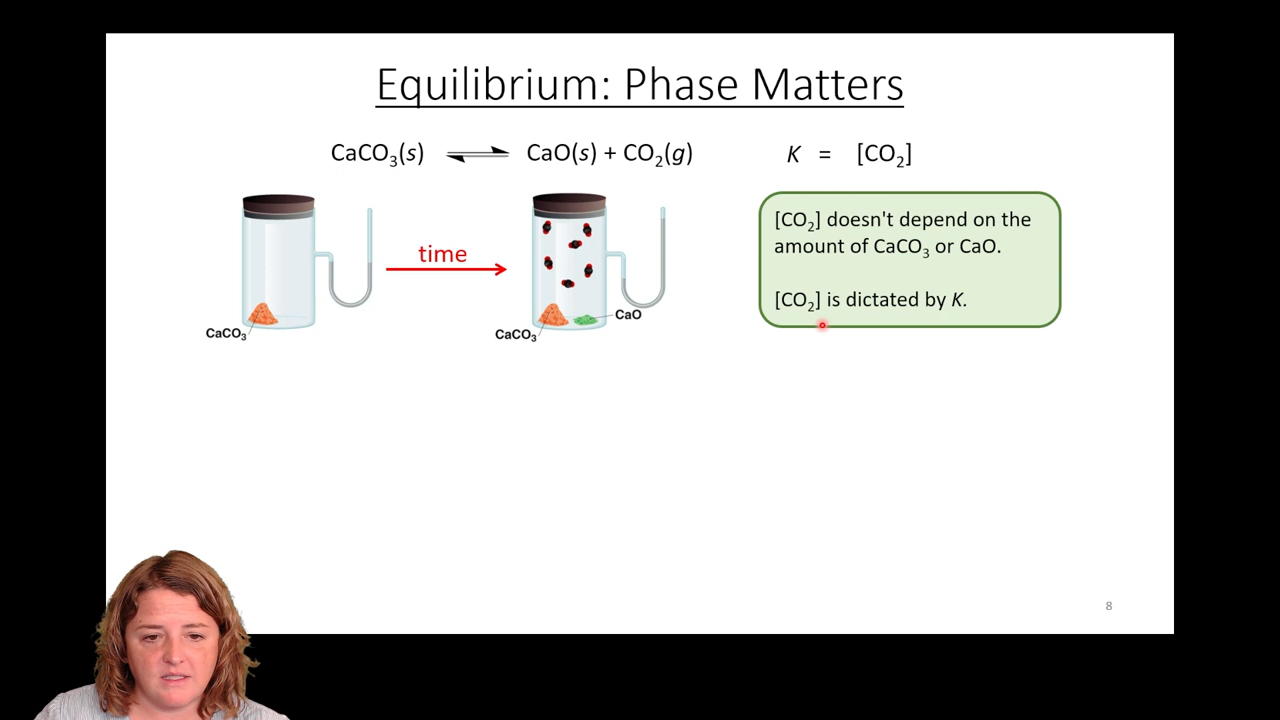 Equilibrium: Phase Matters
CaCO₃(s) ⇌ CaO(s) + CO₂(g)
K = [CO₂]
time
CaCO₃
CaCO₃
CaO
[CO₂] doesn't depend on the
amount of CaCO₃ or CaO.
[CO₂] is dictated by K.
8